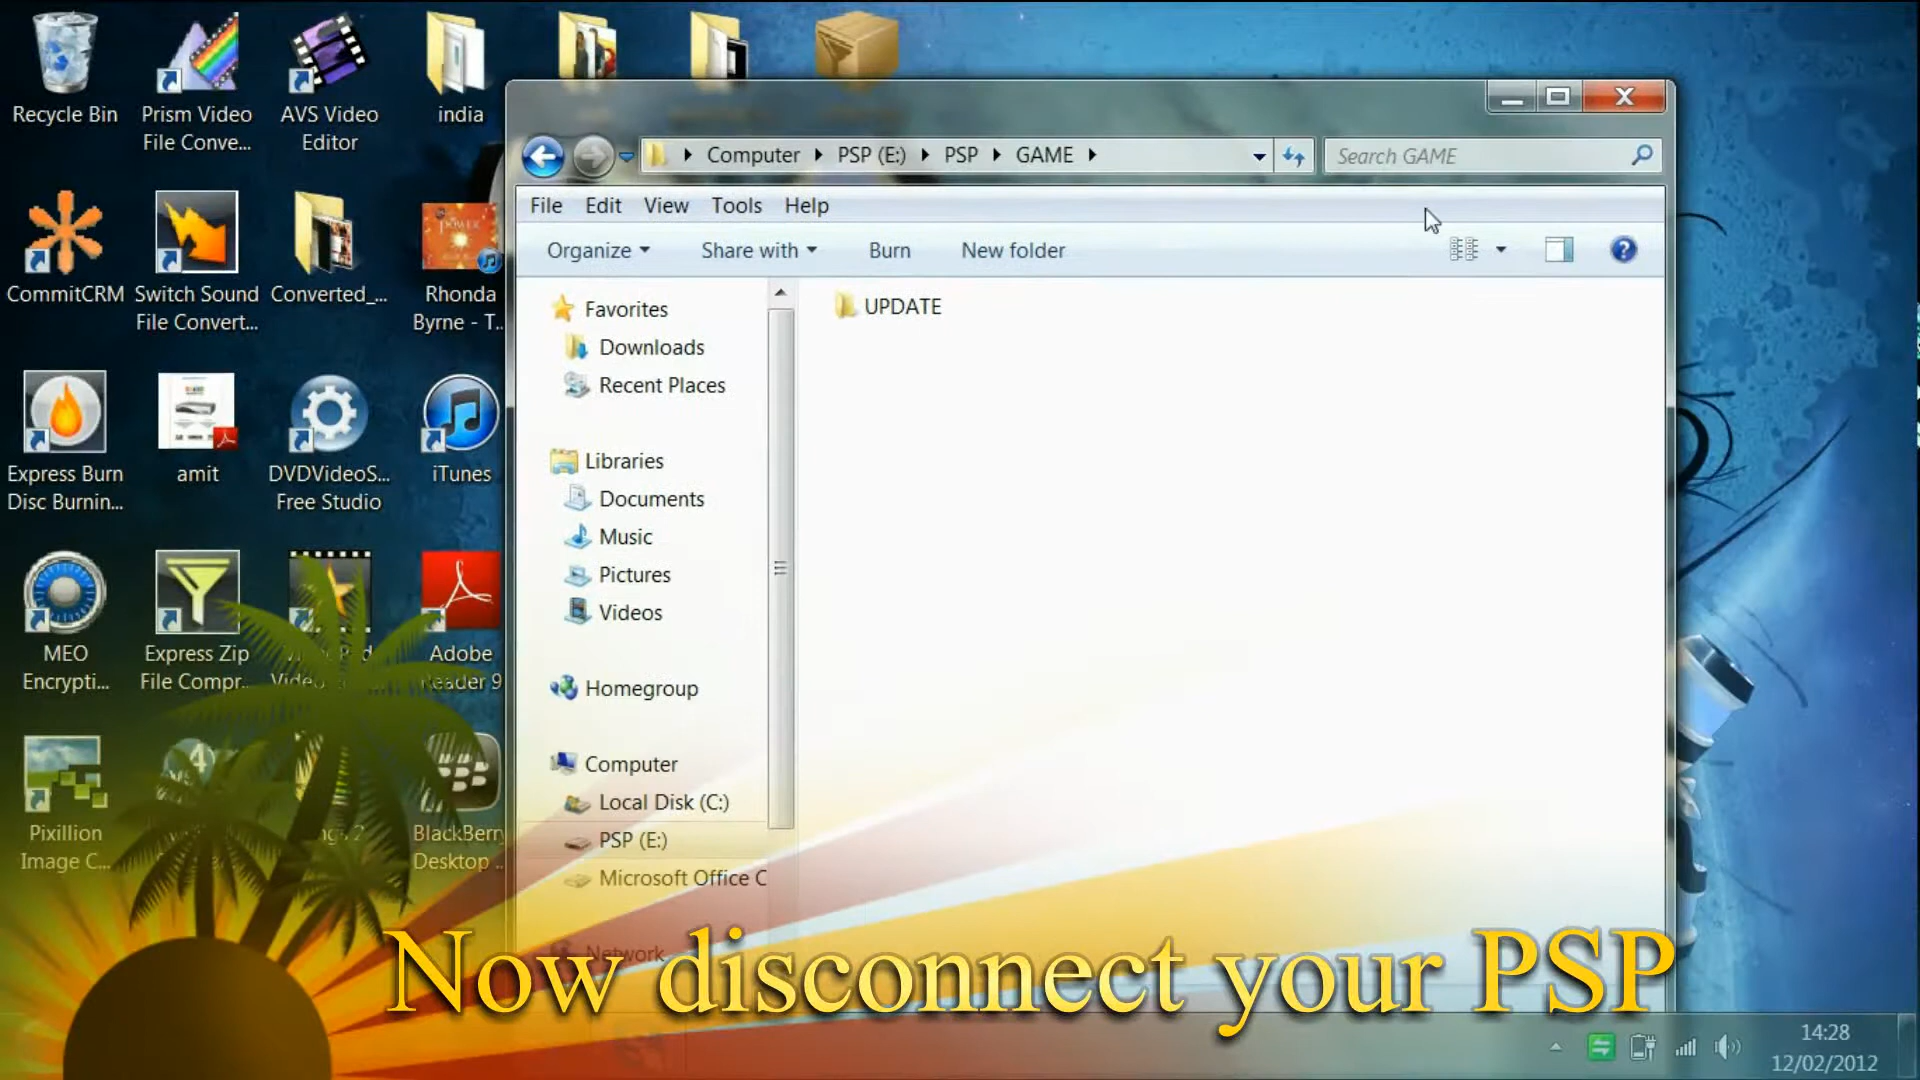 Recycle Bin
Prism Video
File Conve...
AVS Video
Editor
india
CommitCRM
Switch Sound
File Convert...
Converted_...
Rhonda
Byrne - T...
Express Burn
Disc Burnin...
amit
DVDVideoS...
Free Studio
iTunes
MEO
Encrypti...
Express Zip
File Compr...
Adobe
Reader 9
Pixillion
Image C...
BlackBerry
Desktop ...
Computer
PSP (E:)
PSP
GAME
Search GAME
File Edit View Tools Help
Organize Share with Burn New folder
Favorites
Downloads
Recent Places
Libraries
Documents
Music
Pictures
Videos
Homegroup
Computer
Local Disk (C:)
PSP (E:)
Microsoft Office C
Network
UPDATE
Now disconnect your PSP
14:28
12/02/2012